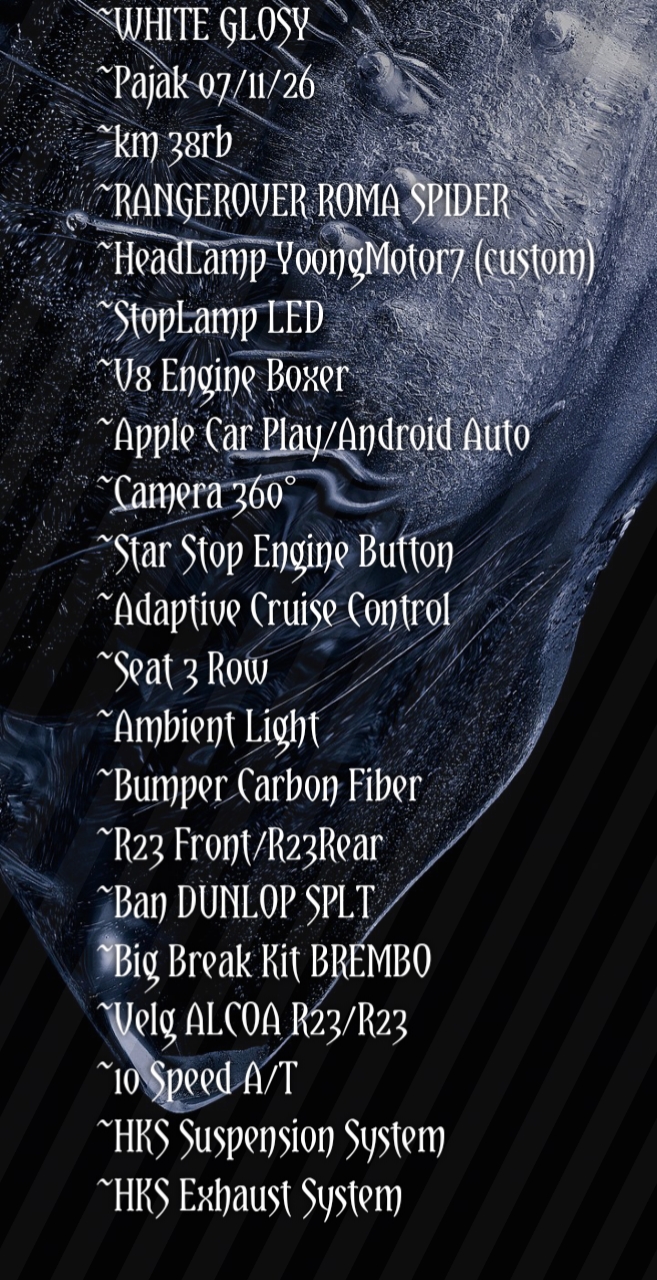 ~WHITE GLOSY
~Pajak 07/11/26
~km 38rb
~RANGEROVER ROMA SPIDER
~HeadLamp YoongMotor7 (custom)
~StopLamp LED
~V8 Engine Boxer
~Apple Car Play/Android Auto
~Camera 360°
~Star Stop Engine Button
~Adaptive Cruise Control
~Seat 3 Row
~Ambient Light
~Bumper Carbon Fiber
~R23 Front/R23Rear
~Ban DUNLOP SPLT
~Big Break Kit BREMBO
~Velg ALCOA R23/R23
~10 Speed A/T
~HKS Suspension System
~HKS Exhaust System